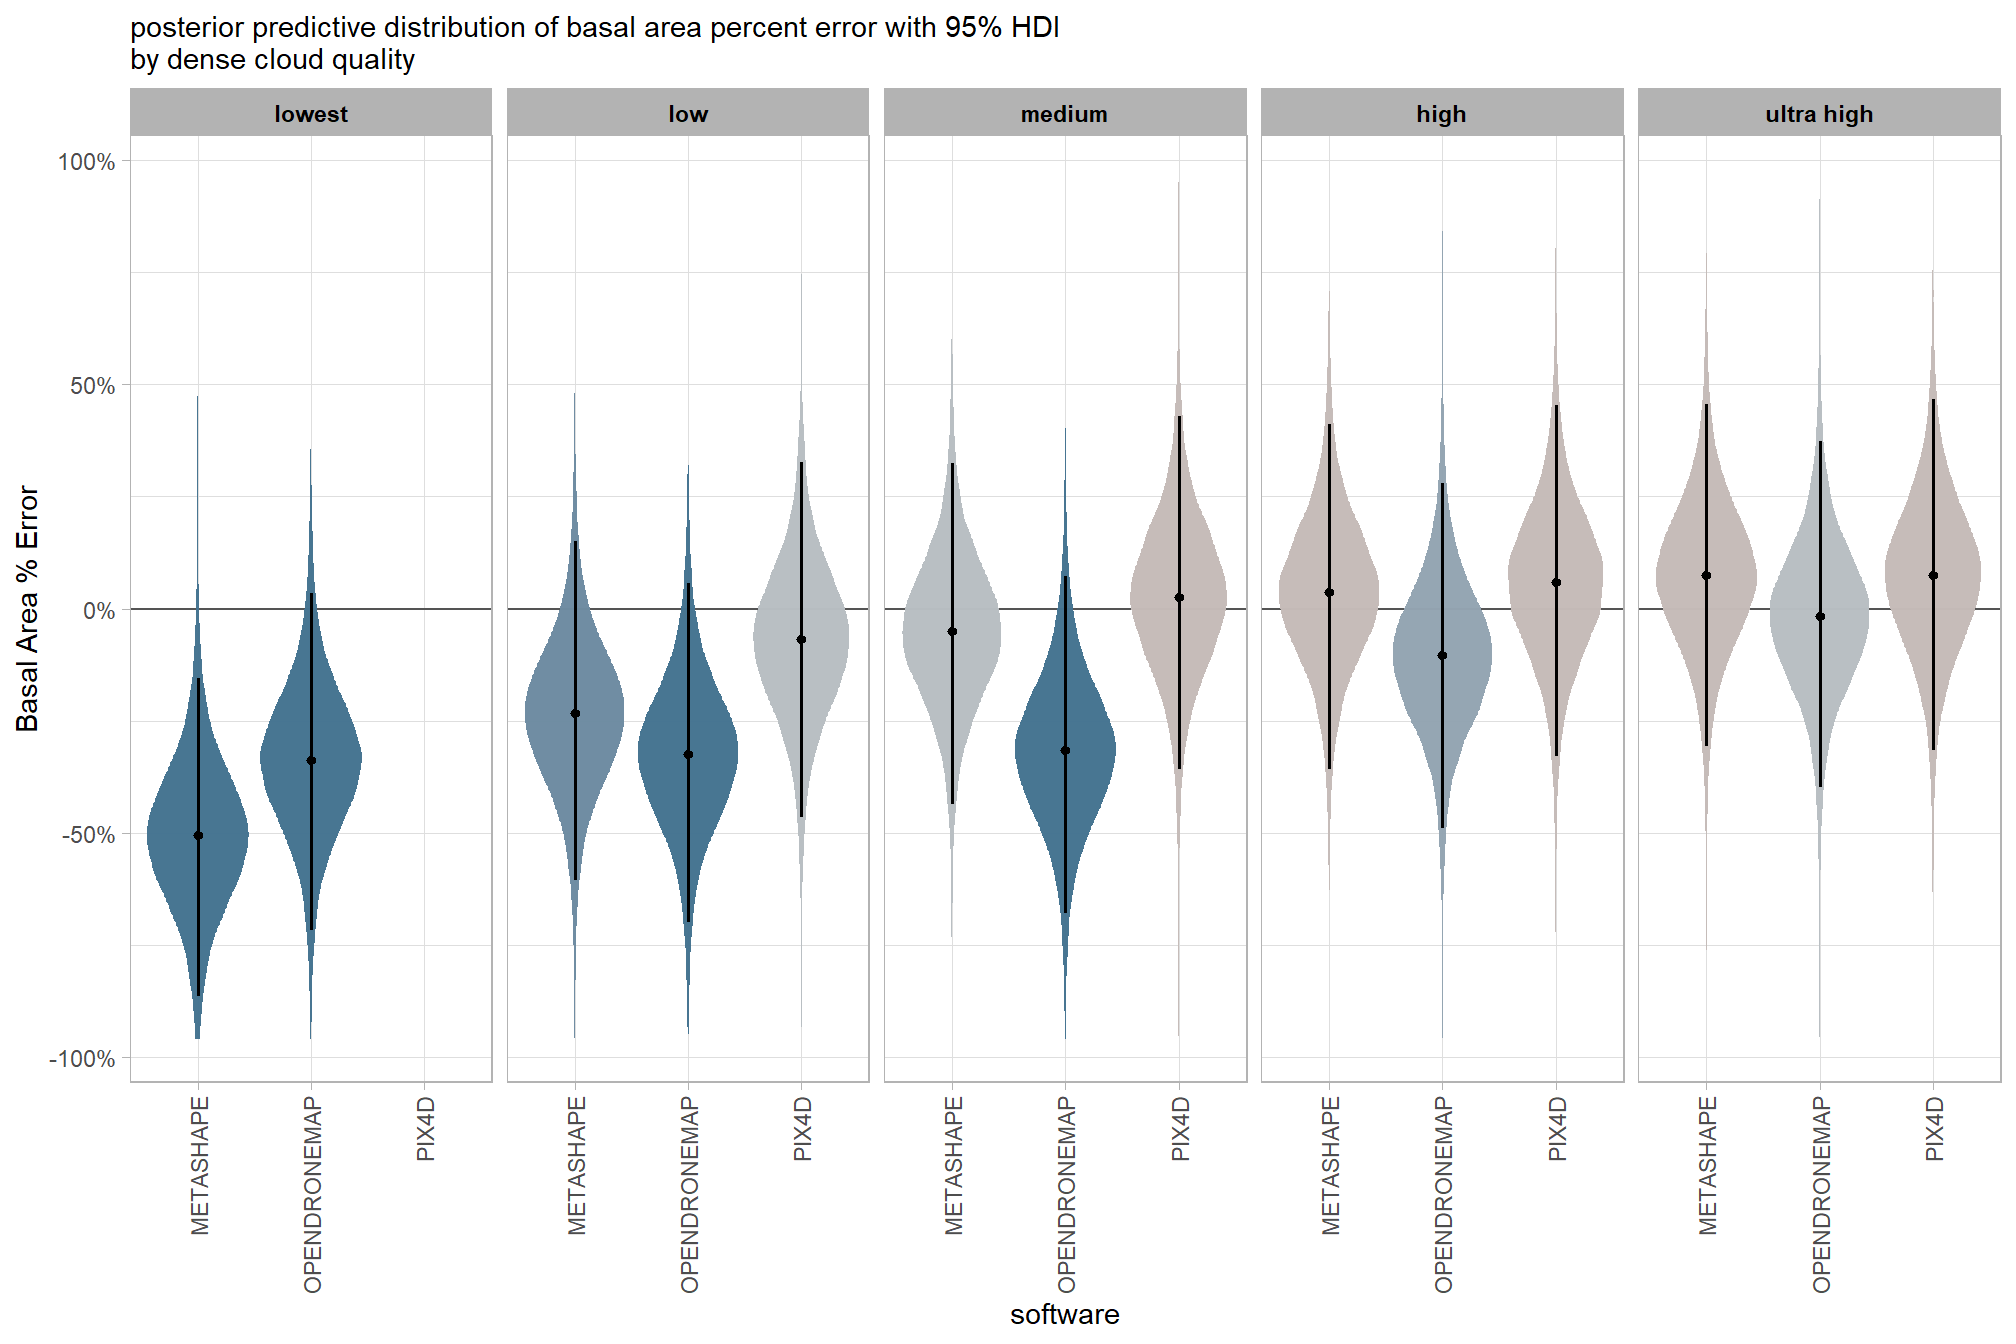 posterior predictive distribution of basal area percent error with 95% HDI
by dense cloud quality
lowest
low
medium
high
ultra high
Basal Area % Error
100%
50%
0%
-50%
-100%
METASHAPE
OPENDRONEMAP
PIX4D
METASHAPE
OPENDRONEMAP
PIX4D
METASHAPE
OPENDRONEMAP
PIX4D
METASHAPE
OPENDRONEMAP
PIX4D
METASHAPE
OPENDRONEMAP
PIX4D
software